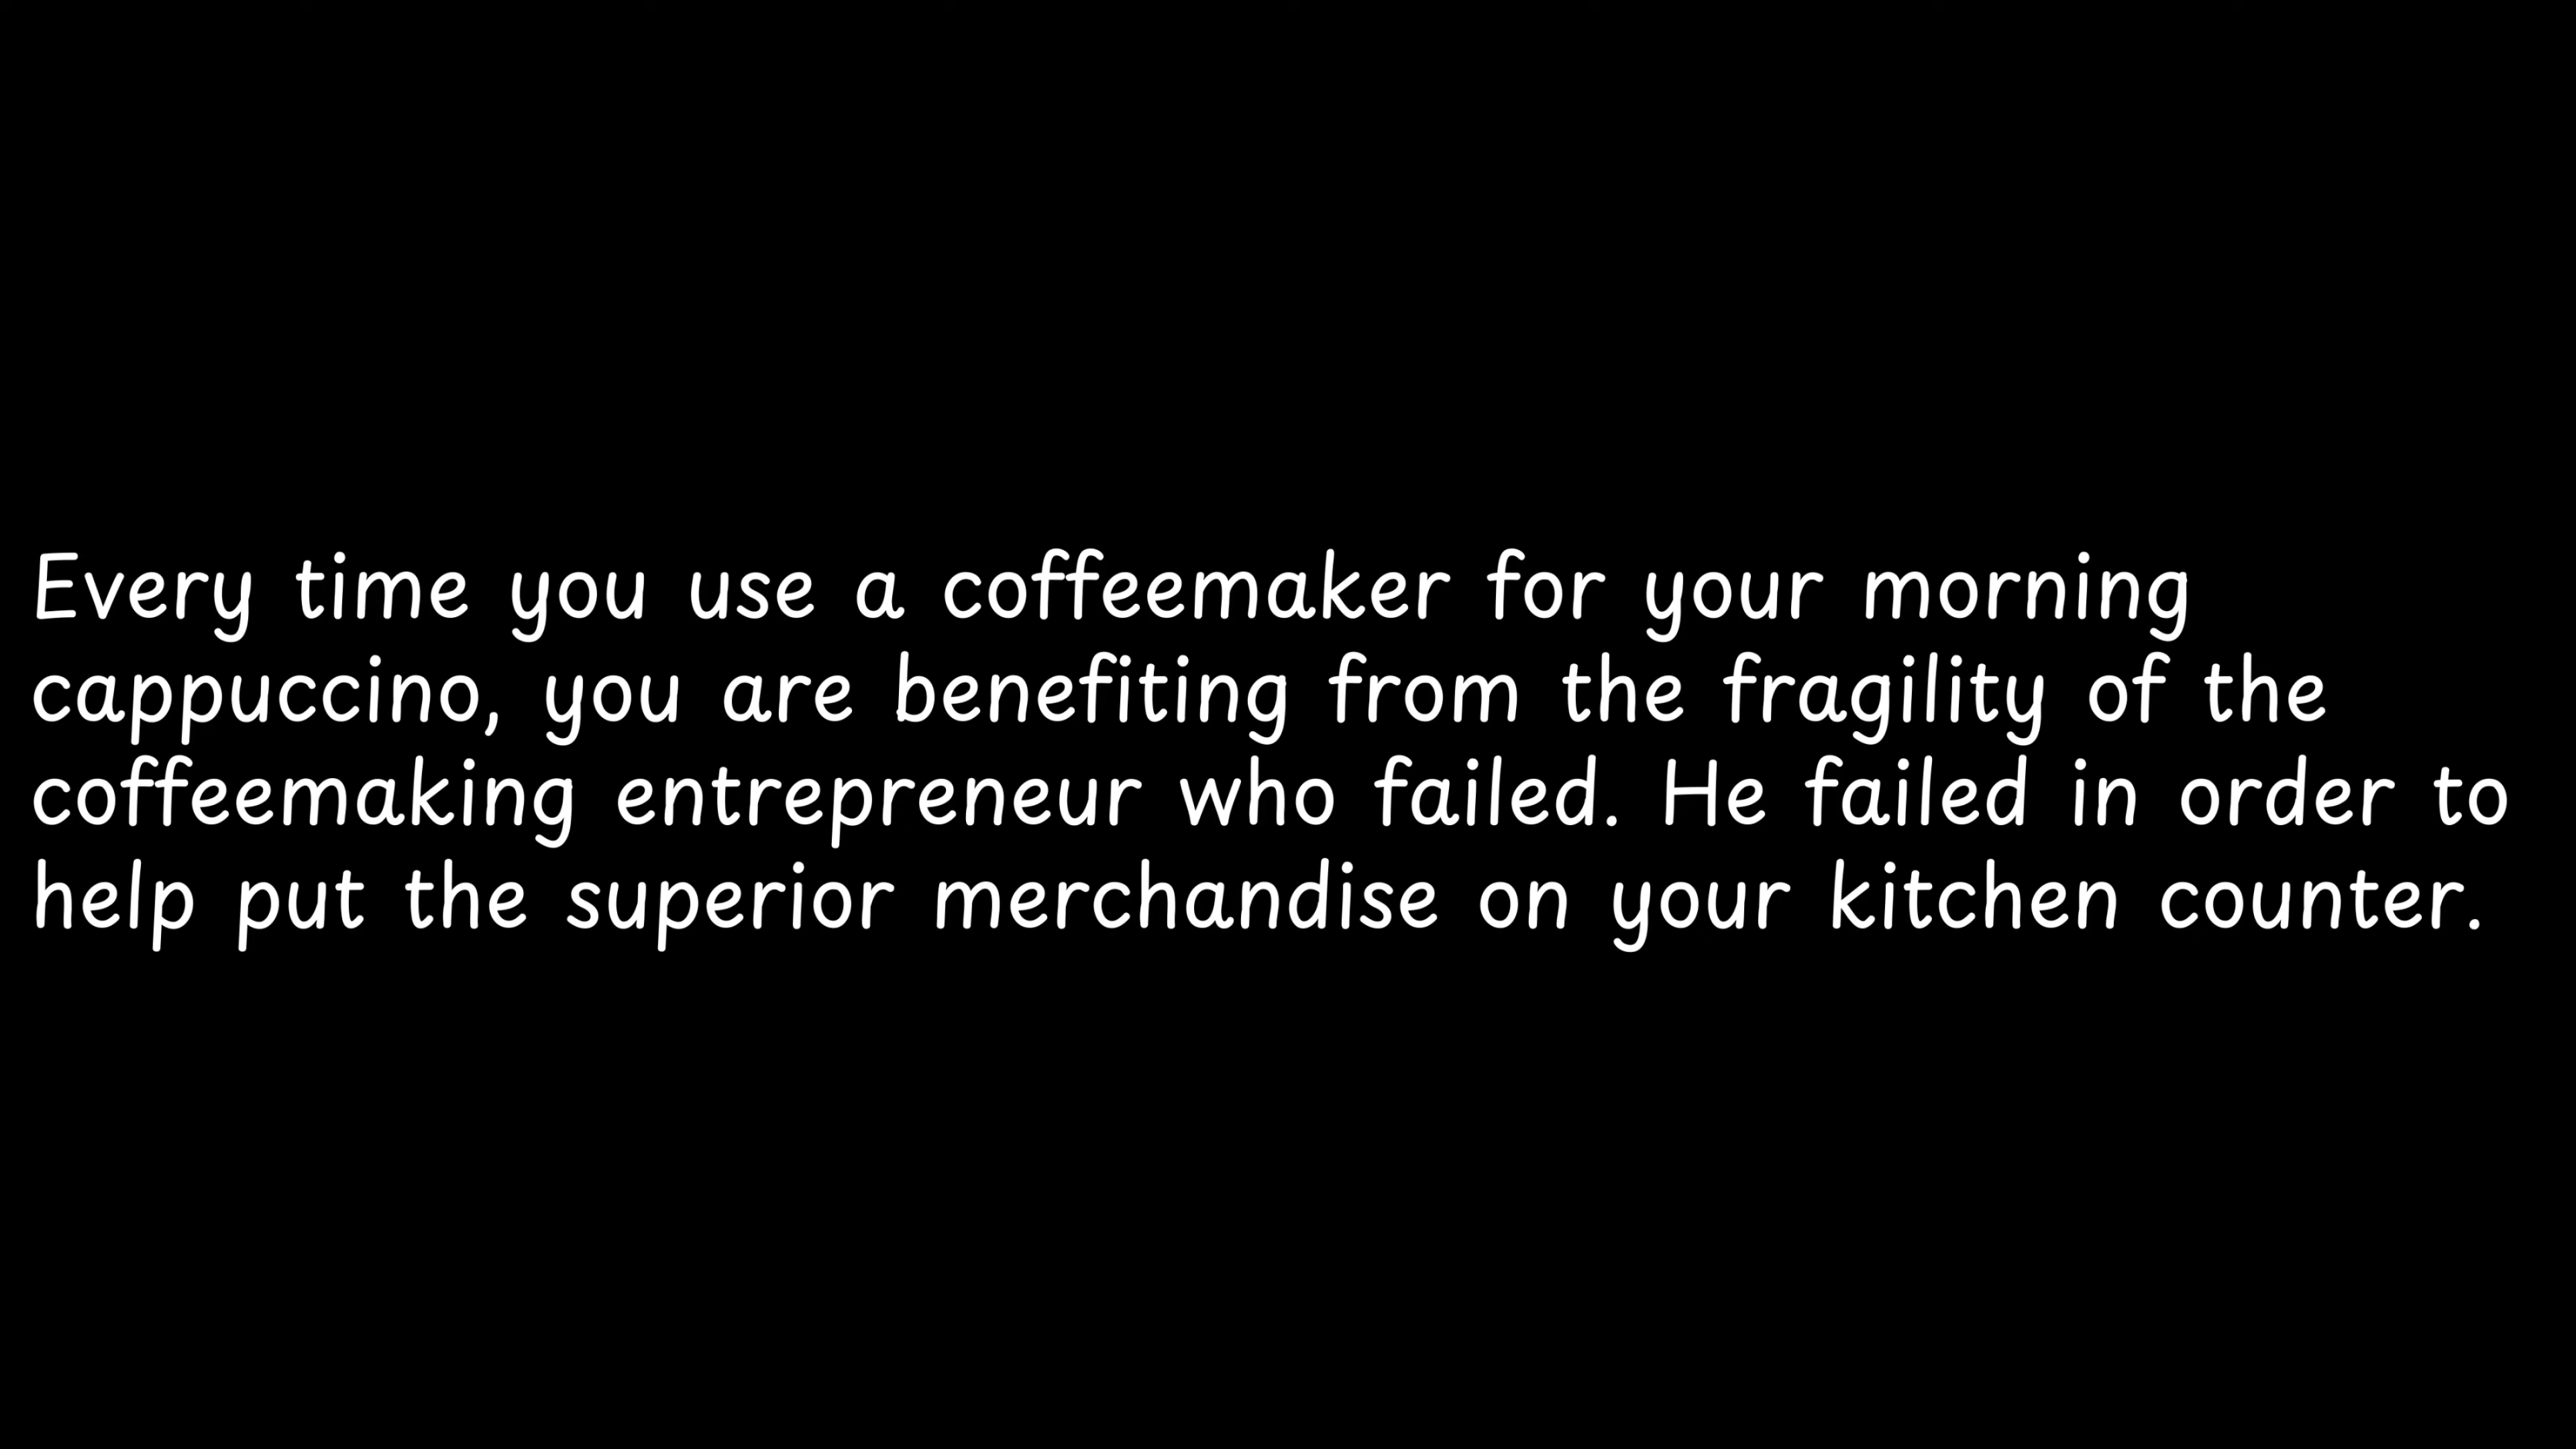 Every time you use a coffeemaker for your morning
cappuccino, you are benefiting from the fragility of the
coffeemaking entrepreneur who failed. He failed in order to
help put the superior merchandise on your kitchen counter.